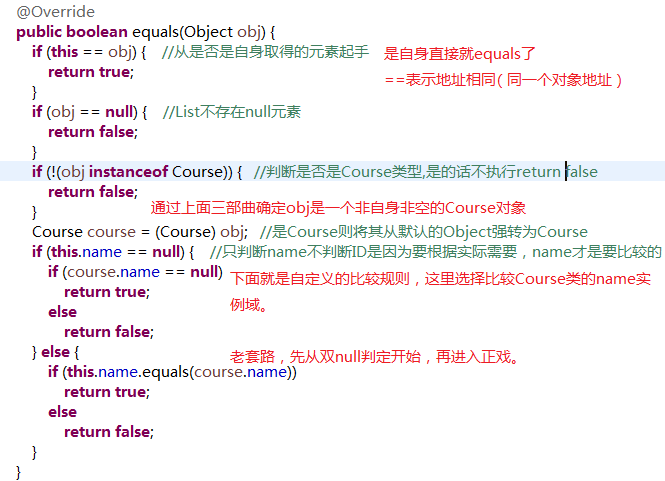 @Override
public boolean equals(Object obj) {
if (this == obj) { //从是否是自身取得的元素起手 是自身直接就equals了
return true; ==表示地址相同( 同一个对象地址 )
}
if (obj == null) { //List不存在null元素
return false;
}
if (!(obj instanceof Course)) { //判断是否是Course类型,是的话不执行return false
return false;
} 通过上面三部曲确定obj是一个非自身非空的Course对象
Course course = (Course) obj; //是Course则将其从默认的Object强转为Course
if (this.name == null) { //只判断name不判断ID是因为要根据实际需要，name才是要比较的
if (course.name == null) 下面就是自定义的比较规则，这里选择比较Course类的name实
return true; 例域。
else
return false;
} else { 老套路，先从双null判定开始，再进入正戏。
if (this.name.equals(course.name))
return true;
else
return false;
}
}